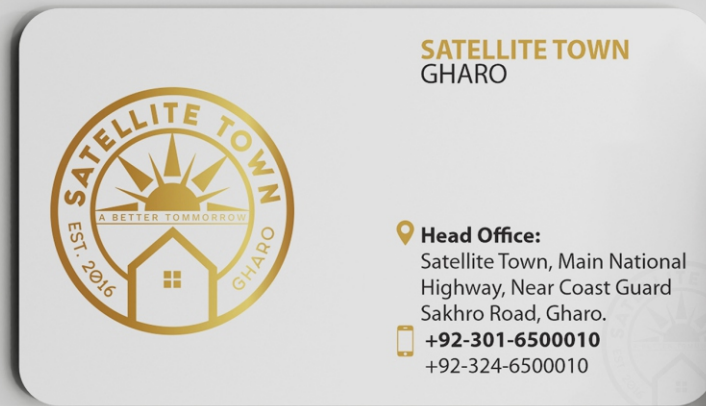 SATELLITE TOWN
GHARO
SATELLITE TOWN
A BETTER TOMMORROW
EST. 2016
GHARO
Head Office:
Satellite Town, Main National
Highway, Near Coast Guard
Sakhro Road, Gharo.
+92-301-6500010
+92-324-6500010